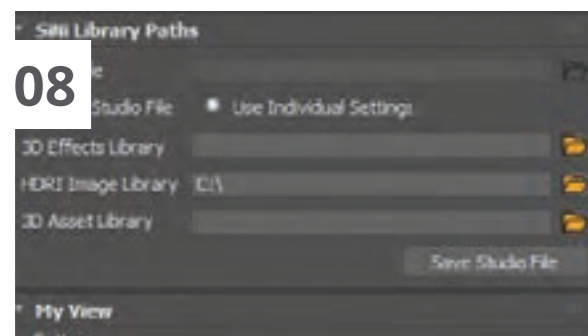 SiNi Library Paths
08
Studio File Use Individual Settings
3D Effects Library
HDRI Image Library C:\
3D Asset Library
Save Studio File
My View